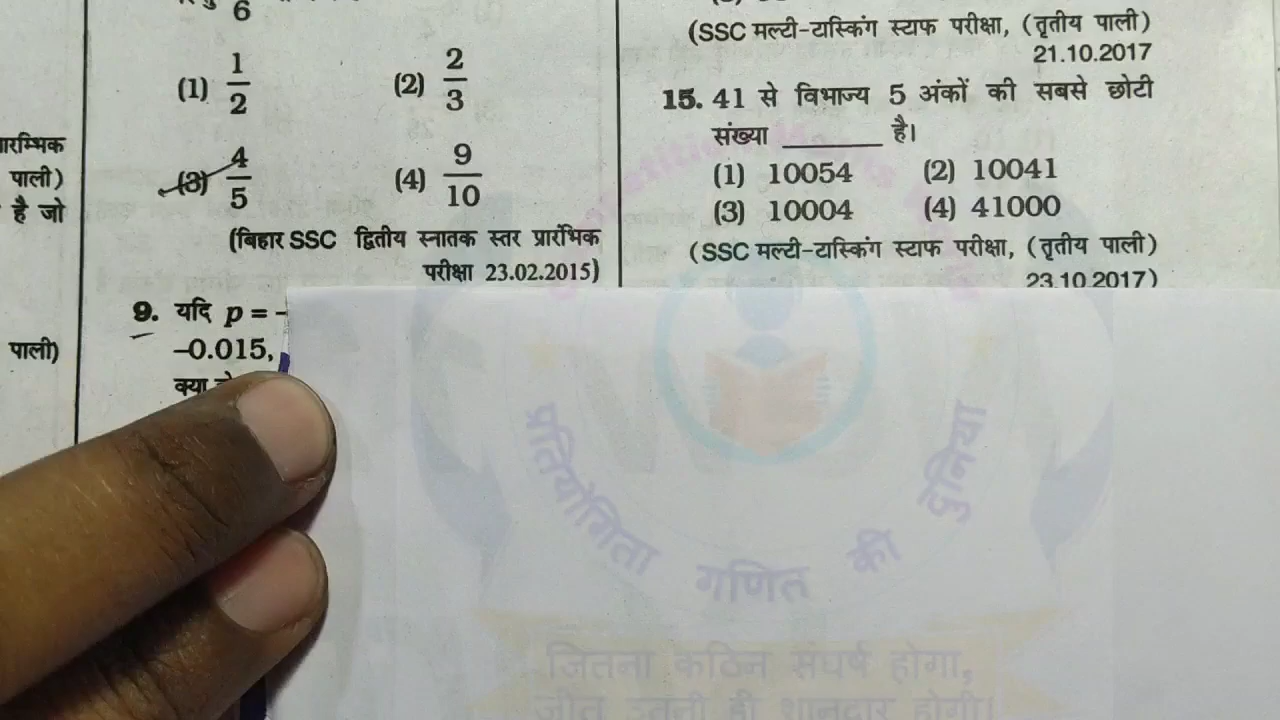 6
(1) 1/2 (2) 2/3
(3) 4/5 (4) 9/10
(बिहार SSC द्वितीय स्नातक स्तर प्रारंभिक
परीक्षा 23.02.2015)
9. यदि p = -
-0.015,
क्या
पाली)
है जो
पाली)
(SSC मल्टी-टास्किंग स्टाफ परीक्षा, (तृतीय पाली)
21.10.2017
15. 41 से विभाज्य 5 अंकों की सबसे छोटी
संख्या ________ है।
(1) 10054 (2) 10041
(3) 10004 (4) 41000
(SSC मल्टी-टास्किंग स्टाफ परीक्षा, (तृतीय पाली)
23.10.2017)
प्रतियोगिता गणित की दुनिया
जितना कठिन संघर्ष होगा,
जीत उतनी ही शानदार होगी।